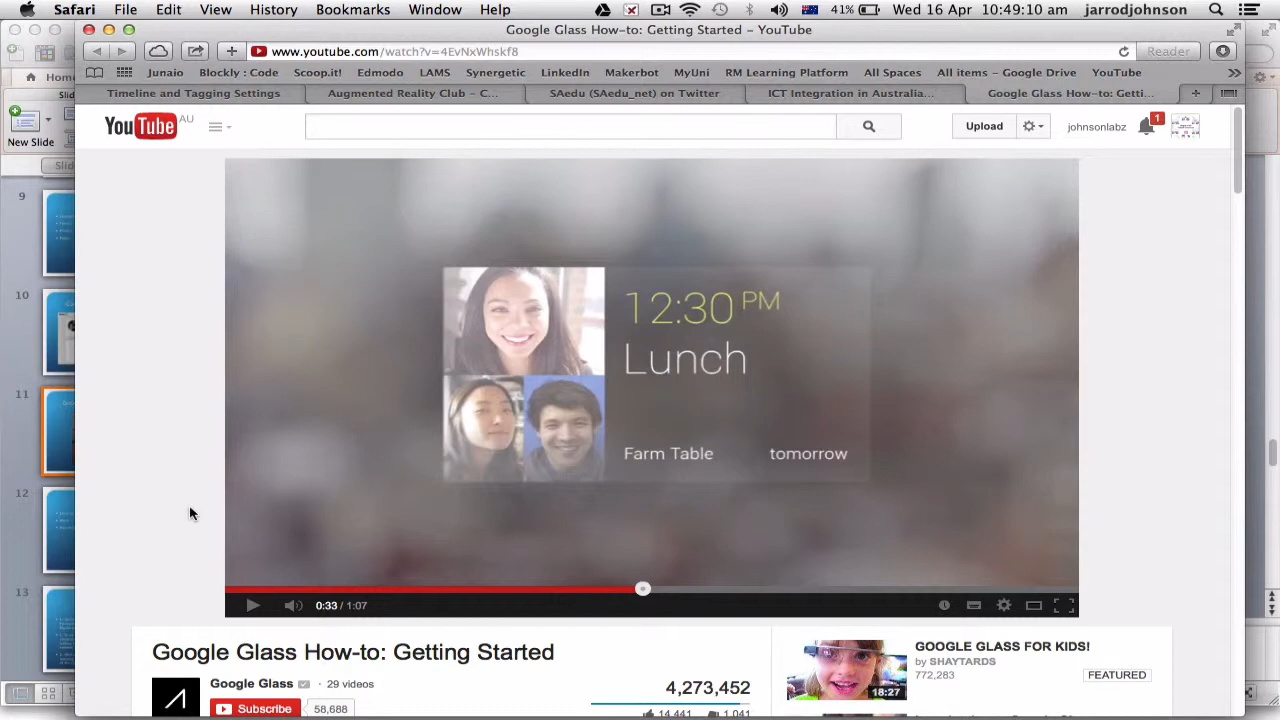 Safari File Edit View History Bookmarks Window Help 41% Wed 16 Apr 10:49:10 am jarrodjohnson
Google Glass How-to: Getting Started – YouTube
www.youtube.com/watch?v=4EvNxWhskf8 Reader
Junaio Blockly : Code Scoop.it! Edmodo LAMS Synergetic LinkedIn Makerbot MyUni RM Learning Platform All Spaces All items – Google Drive YouTube
Timeline and Tagging Settings Augmented Reality Club – C... SAedu (SAedu_net) on Twitter ICT Integration in Australia... Google Glass How-to: Getti...
Home
New Slide
YouTube AU Upload johnsonlabz 1
9
10
11
12
13
12:30 PM
Lunch
Farm Table tomorrow
0:33 / 1:07
Google Glass How-to: Getting Started
Google Glass · 29 videos
Subscribe 58,688
4,273,452
14,441 1,041
GOOGLE GLASS FOR KIDS!
by SHAYTARDS
772,283 FEATURED
18:27